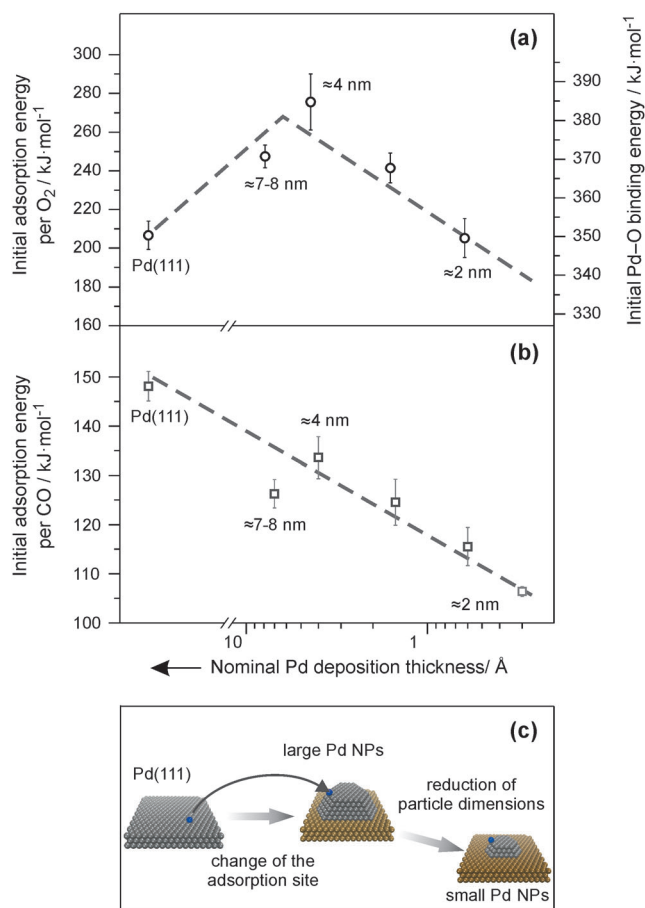 (a)
Initial adsorption energy
per O₂ / kJ·mol⁻¹
300
280
260
240
220
200
180
160
Initial Pd–O binding energy / kJ·mol⁻¹
390
380
370
360
350
340
330
≈4 nm
≈7-8 nm
Pd(111)
≈2 nm
(b)
Initial adsorption energy
per CO / kJ·mol⁻¹
150
140
130
120
110
100
Pd(111)
≈4 nm
≈7-8 nm
≈2 nm
10
1
Nominal Pd deposition thickness/ Å
(c)
large Pd NPs
Pd(111)
reduction of
particle dimensions
change of the
adsorption site
small Pd NPs